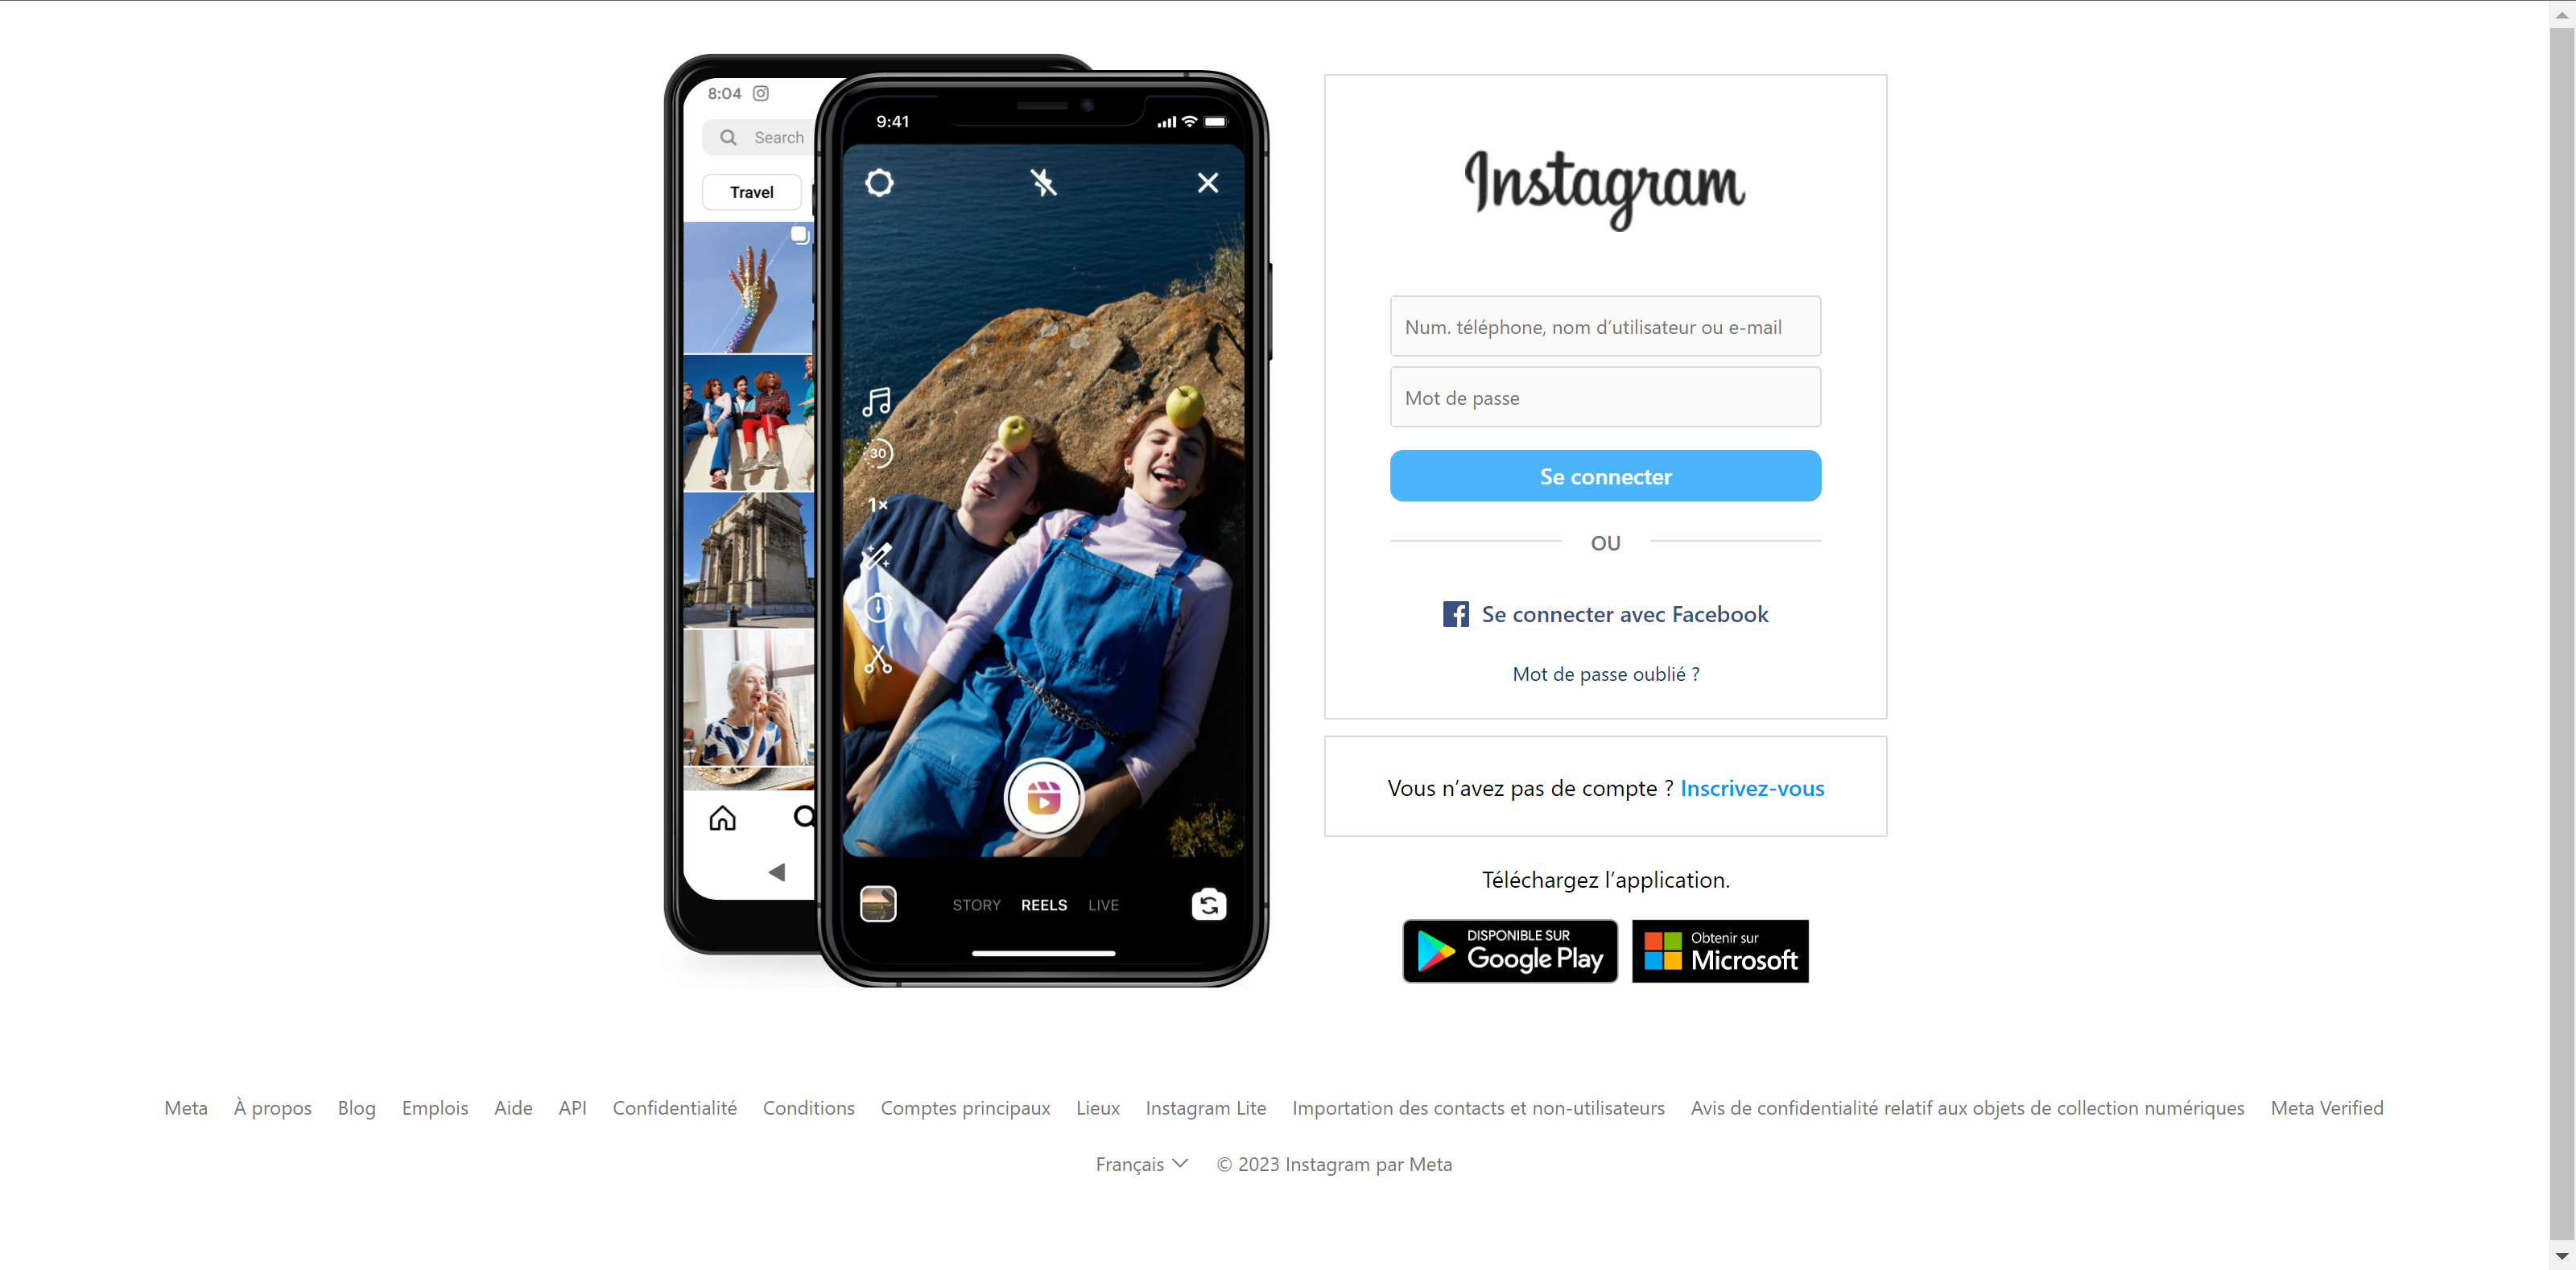 8:04
Search
Travel
9:41
30
1×
STORY REELS LIVE
Instagram
Num. téléphone, nom d’utilisateur ou e-mail
Mot de passe
Se connecter
OU
Se connecter avec Facebook
Mot de passe oublié ?
Vous n’avez pas de compte ? Inscrivez-vous
Téléchargez l’application.
DISPONIBLE SUR
Google Play
Obtenir sur
Microsoft
Meta À propos Blog Emplois Aide API Confidentialité Conditions Comptes principaux Lieux Instagram Lite Importation des contacts et non-utilisateurs Avis de confidentialité relatif aux objets de collection numériques Meta Verified
Français © 2023 Instagram par Meta